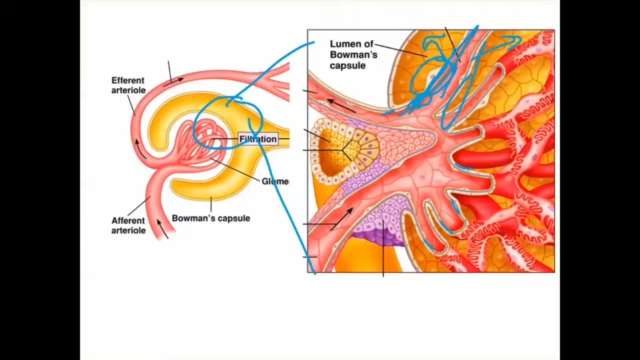 Lumen of
Bowman's
capsule
Efferent
arteriole
Filtration
Glome
Bowman's capsule
Afferent
arteriole